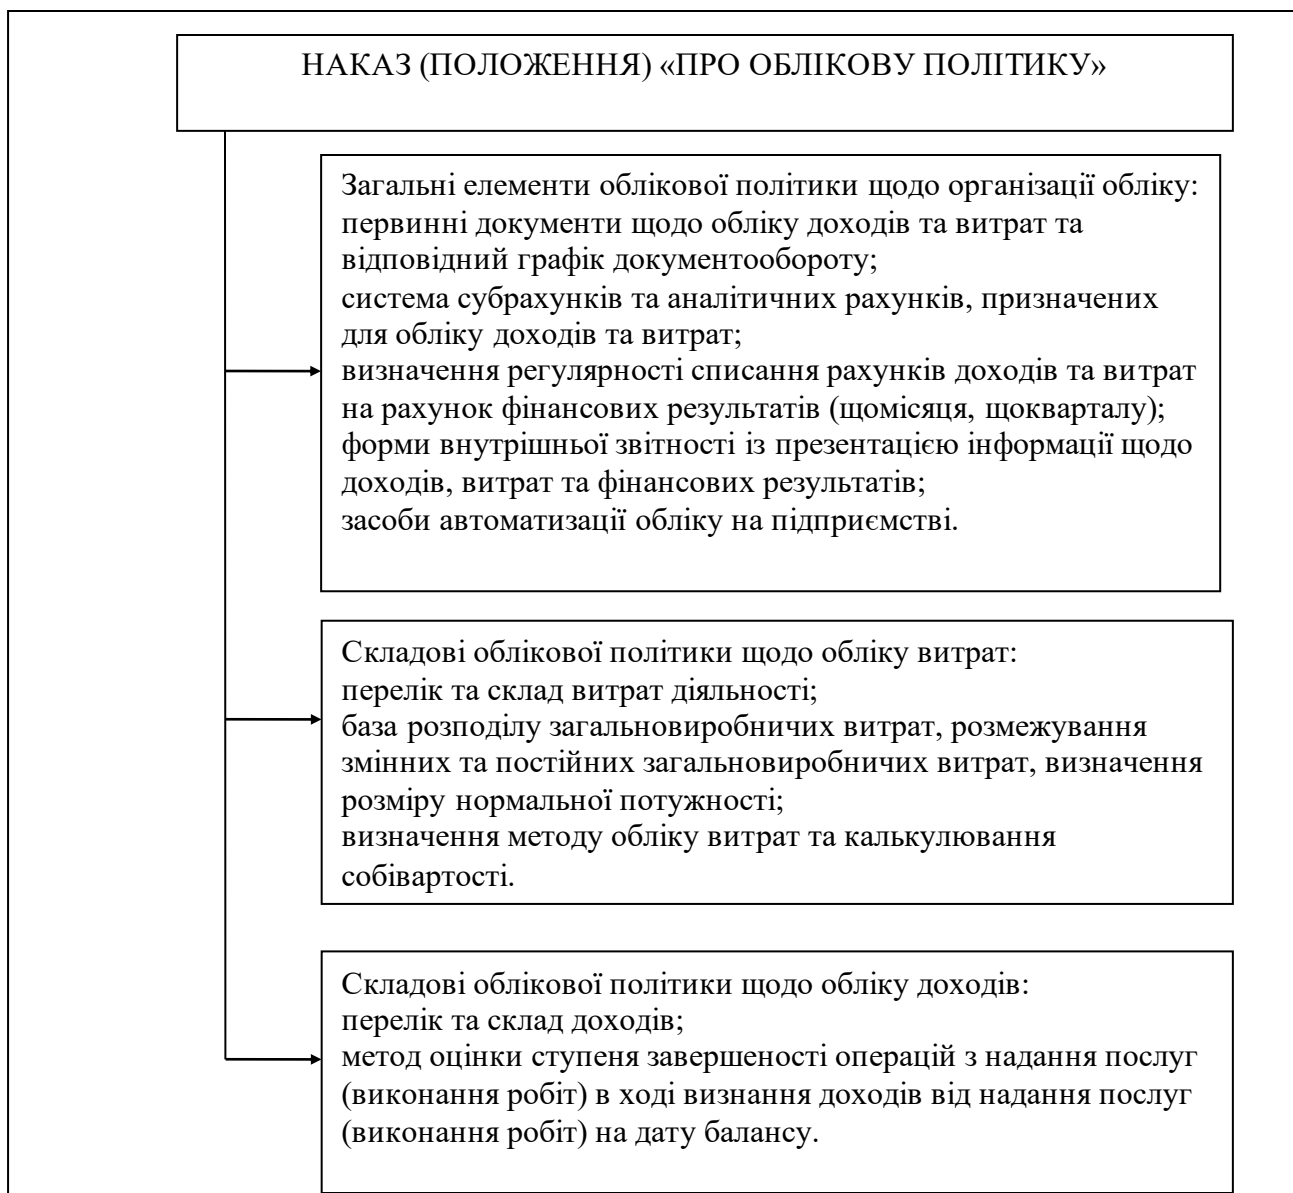 НАКАЗ (ПОЛОЖЕННЯ) «ПРО ОБЛІКОВУ ПОЛІТИКУ»
Загальні елементи облікової політики щодо організації обліку:
первинні документи щодо обліку доходів та витрат та
відповідний графік документообороту;
система субрахунків та аналітичних рахунків, призначених
для обліку доходів та витрат;
визначення регулярності списання рахунків доходів та витрат
на рахунок фінансових результатів (щомісяця, щокварталу);
форми внутрішньої звітності із презентацією інформації щодо
доходів, витрат та фінансових результатів;
засоби автоматизації обліку на підприємстві.
Складові облікової політики щодо обліку витрат:
перелік та склад витрат діяльності;
база розподілу загальновиробничих витрат, розмежування
змінних та постійних загальновиробничих витрат, визначення
розміру нормальної потужності;
визначення методу обліку витрат та калькулювання
собівартості.
Складові облікової політики щодо обліку доходів:
перелік та склад доходів;
метод оцінки ступеня завершеності операцій з надання послуг
(виконання робіт) в ході визнання доходів від надання послуг
(виконання робіт) на дату балансу.